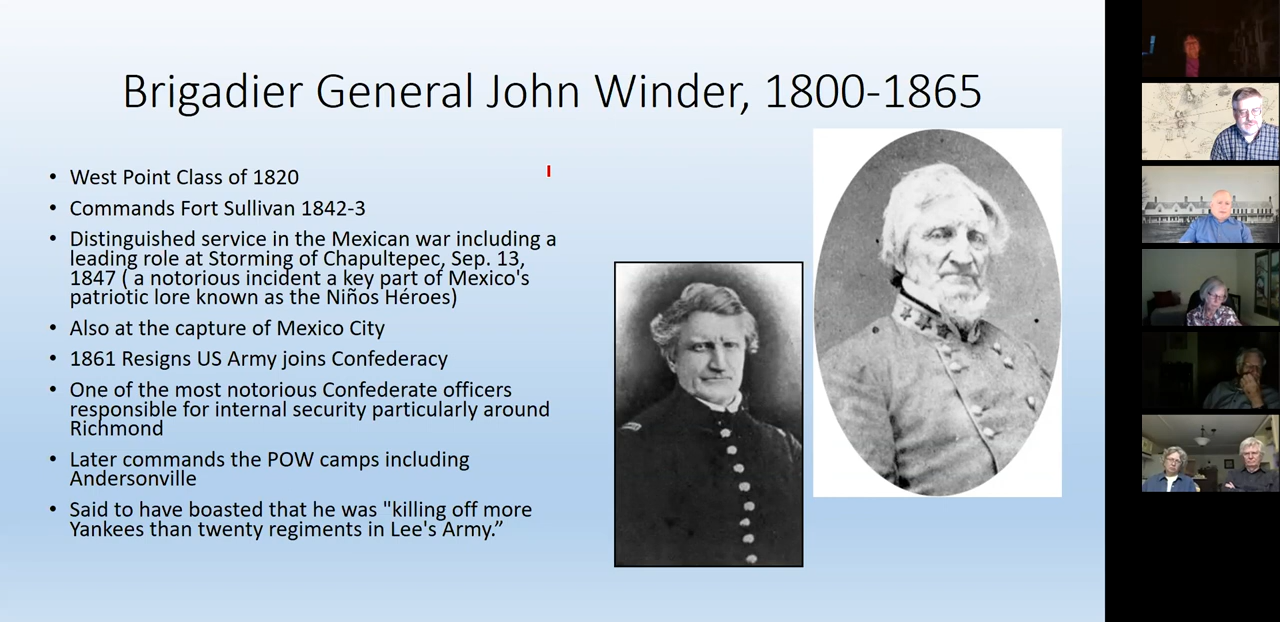 Brigadier General John Winder, 1800-1865
• West Point Class of 1820
• Commands Fort Sullivan 1842-3
• Distinguished service in the Mexican war including a
leading role at Storming of Chapultepec, Sep. 13,
1847 ( a notorious incident a key part of Mexico's
patriotic lore known as the Niños Héroes)
• Also at the capture of Mexico City
• 1861 Resigns US Army joins Confederacy
• One of the most notorious Confederate officers
responsible for internal security particularly around
Richmond
• Later commands the POW camps including
Andersonville
• Said to have boasted that he was "killing off more
Yankees than twenty regiments in Lee's Army.”